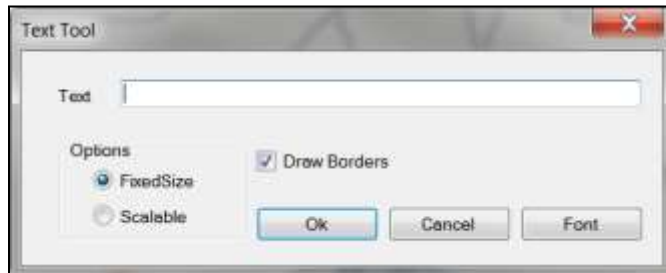 Text Tool
Text
Options
FixedSize
Scalable
Draw Borders
Ok
Cancel
Font